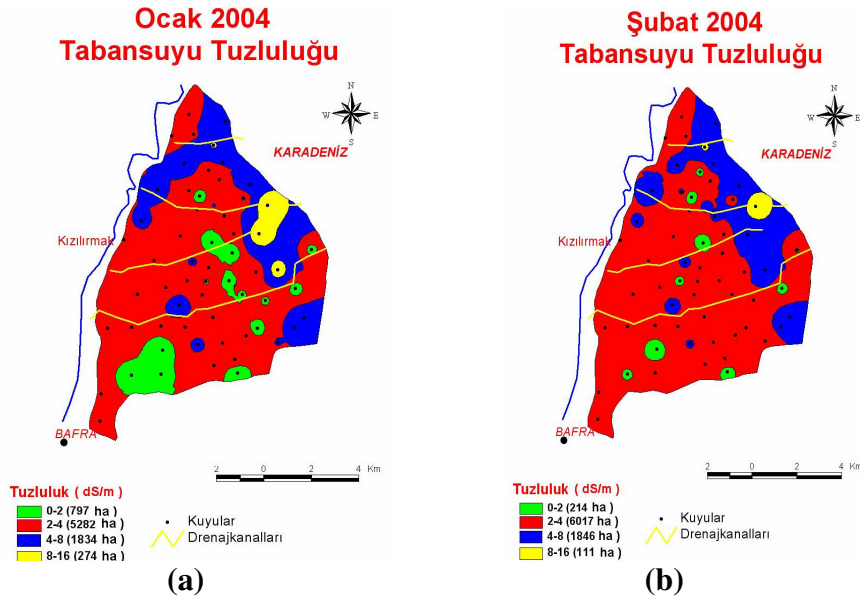 Ocak 2004
Tabansuyu Tuzluluğu
N
W
E
S
KARADENİZ
Kızılırmak
BAFRA
2 0 2 4 Km
Tuzluluk ( dS/m )
0-2 (797 ha)
2-4 (5282 ha )
4-8 (1834 ha )
8-16 (274 ha )
Kuyular
Drenajkanalları
(a)
Şubat 2004
Tabansuyu Tuzluluğu
N
W
E
S
KARADENİZ
Kızılırmak
BAFRA
2 0 2 4 Km
Tuzluluk ( dS/m )
0-2 (214 ha )
2-4 (6017 ha )
4-8 (1846 ha )
8-16 (111 ha )
Kuyular
Drenajkanalları
(b)